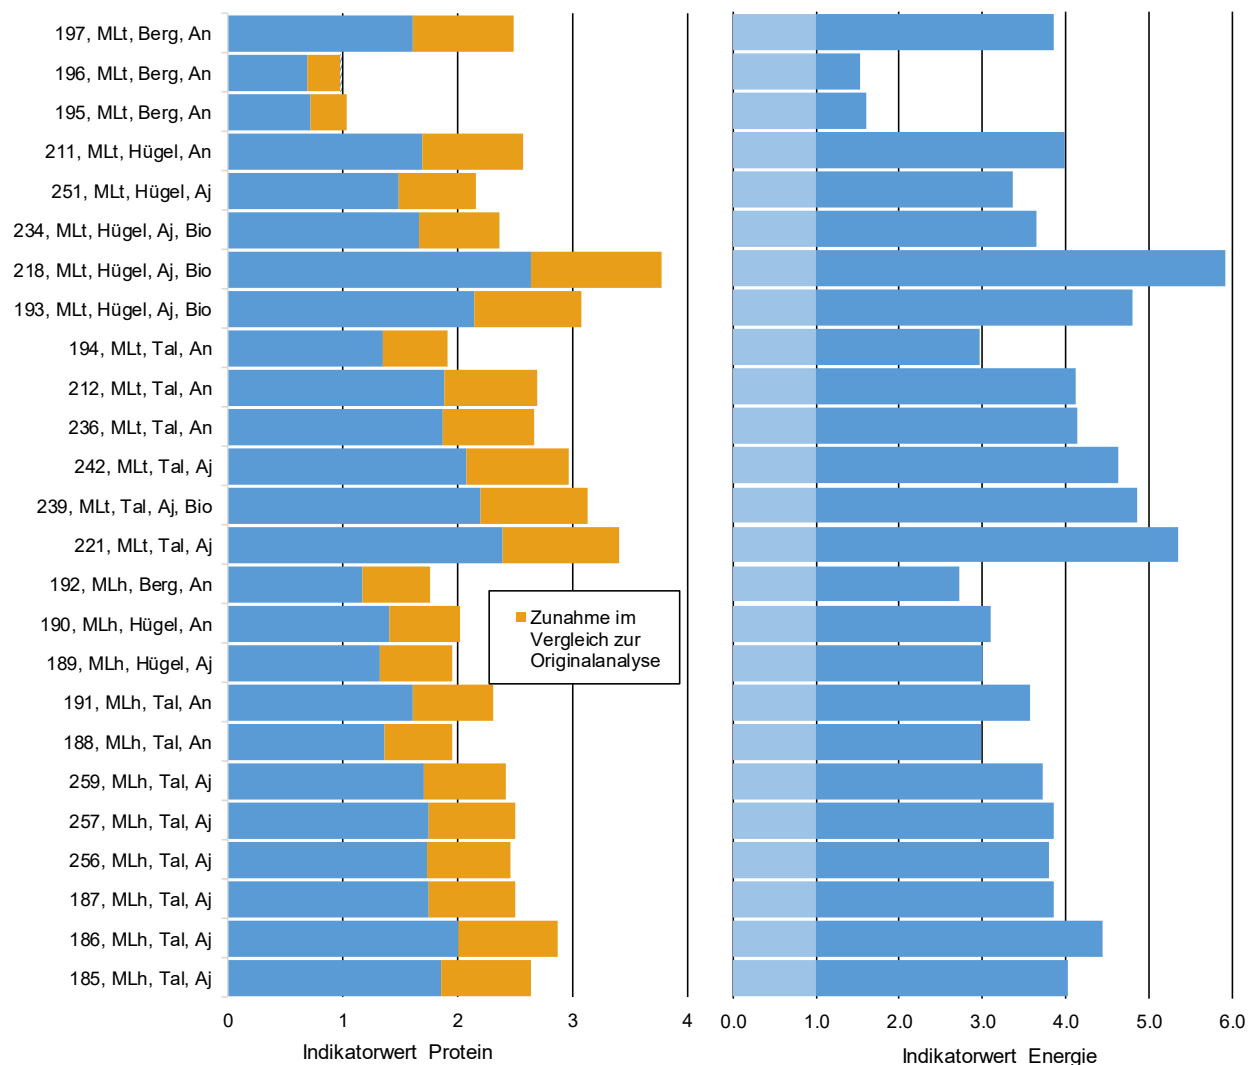 197, MLt, Berg, An
196, MLt, Berg, An
195, MLt, Berg, An
211, MLt, Hügel, An
251, MLt, Hügel, Aj
234, MLt, Hügel, Aj, Bio
218, MLt, Hügel, Aj, Bio
193, MLt, Hügel, Aj, Bio
194, MLt, Tal, An
212, MLt, Tal, An
236, MLt, Tal, An
242, MLt, Tal, Aj
239, MLt, Tal, Aj, Bio
221, MLt, Tal, Aj
192, MLh, Berg, An
190, MLh, Hügel, An
189, MLh, Hügel, Aj
191, MLh, Tal, An
188, MLh, Tal, An
259, MLh, Tal, Aj
257, MLh, Tal, Aj
256, MLh, Tal, Aj
187, MLh, Tal, Aj
186, MLh, Tal, Aj
185, MLh, Tal, Aj
Zunahme im
Vergleich zur
Originalanalyse
0 1 2 3 4
Indikatorwert Protein
0.0 1.0 2.0 3.0 4.0 5.0 6.0
Indikatorwert Energie